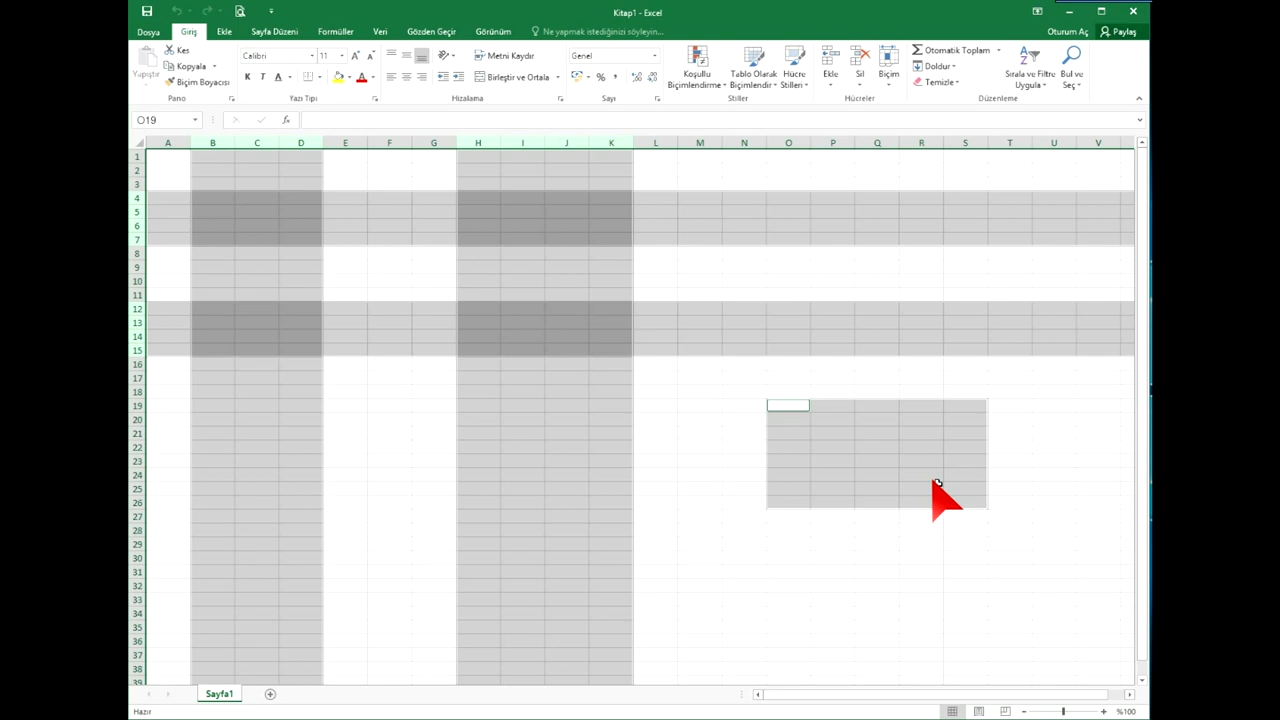 Kitap1 - Excel
Dosya Giriş Ekle Sayfa Düzeni Formüller Veri Gözden Geçir Görünüm Ne yapmak istediğinizi söyleyin... Oturum Aç Paylaş
Yapıştır
Kes
Kopyala
Biçim Boyacısı
Pano
Calibri 11
K T A
Yazı Tipi
Metni Kaydır
Birleştir ve Ortala
Hizalama
Genel
%
Sayı
Koşullu
Biçimlendirme
Tablo Olarak
Biçimlendir
Hücre
Stilleri
Stiller
Ekle Sil Biçim
Hücreler
Otomatik Toplam
Doldur
Temizle
Sırala ve Filtre
Uygula
Bul ve
Seç
Düzenleme
O19
fx
A B C D E F G H I J K L M N O P Q R S T U V
1
2
3
4
5
6
7
8
9
10
11
12
13
14
15
16
17
18
19
20
21
22
23
24
25
26
27
28
29
30
31
32
33
34
35
36
37
38
39
Sayfa1
Hazır
%100